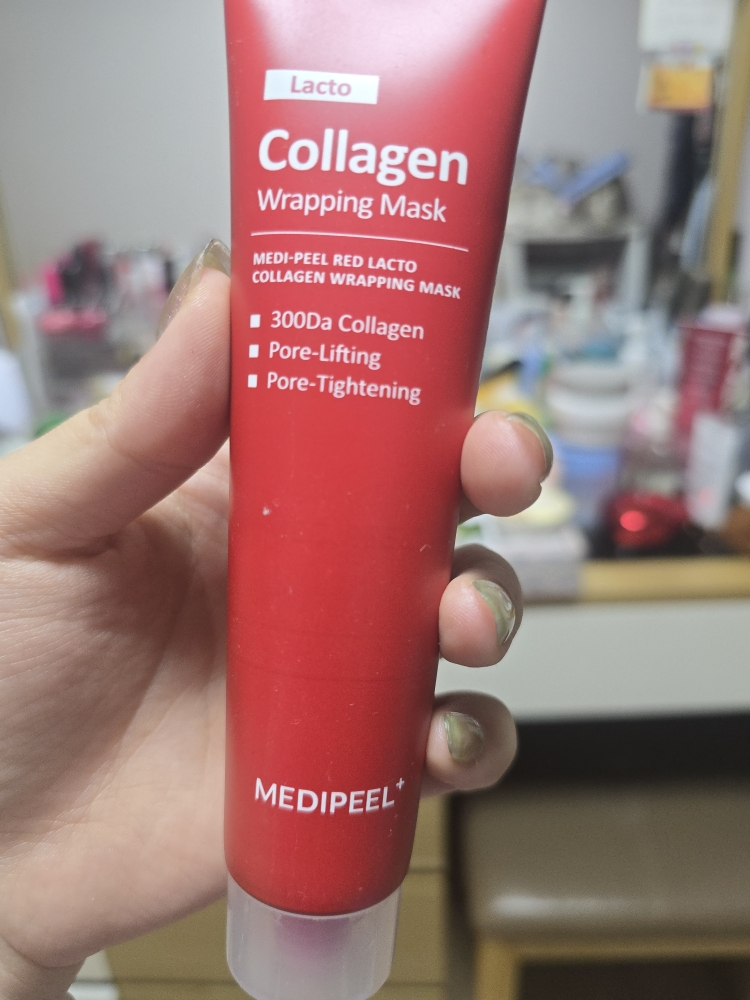 Lacto
Collagen
Wrapping Mask
MEDI-PEEL RED LACTO
COLLAGEN WRAPPING MASK
300Da Collagen
Pore-Lifting
Pore-Tightening
MEDIPEEL+